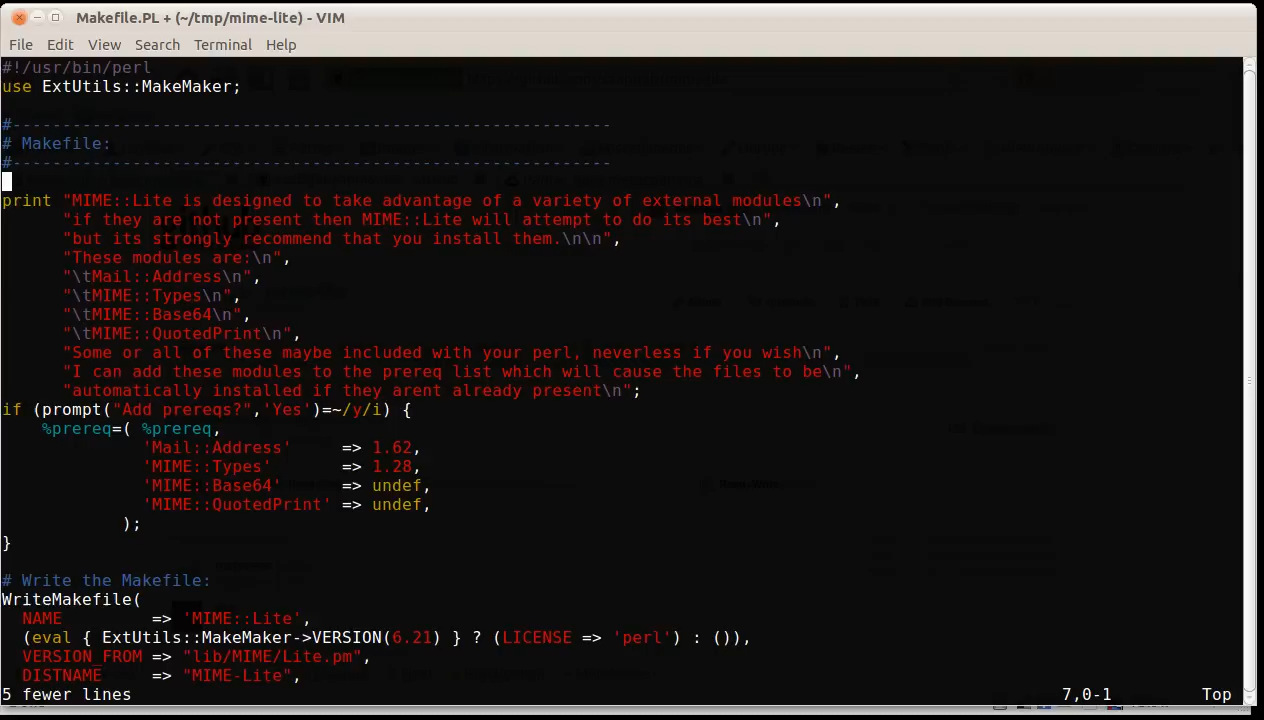 Makefile.PL + (~/tmp/mime-lite) - VIM
File Edit View Search Terminal Help
#!/usr/bin/perl
use ExtUtils::MakeMaker;
#------------------------------------------------------------
# Makefile:
#------------------------------------------------------------
print "MIME::Lite is designed to take advantage of a variety of external modules\n",
"if they are not present then MIME::Lite will attempt to do its best\n",
"but its strongly recommend that you install them.\n\n",
"These modules are:\n",
"\tMail::Address\n",
"\tMIME::Types\n",
"\tMIME::Base64\n",
"\tMIME::QuotedPrint\n",
"Some or all of these maybe included with your perl, neverless if you wish\n",
"I can add these modules to the prereq list which will cause the files to be\n",
"automatically installed if they arent already present\n";
if (prompt("Add prereqs?",'Yes')=~/y/i) {
%prereq=( %prereq,
'Mail::Address' => 1.62,
'MIME::Types' => 1.28,
'MIME::Base64' => undef,
'MIME::QuotedPrint' => undef,
);
}
# Write the Makefile:
WriteMakefile(
NAME => 'MIME::Lite',
(eval { ExtUtils::MakeMaker->VERSION(6.21) } ? (LICENSE => 'perl') : ()),
VERSION_FROM => "lib/MIME/Lite.pm",
DISTNAME => "MIME-Lite",
5 fewer lines 7,0-1 Top